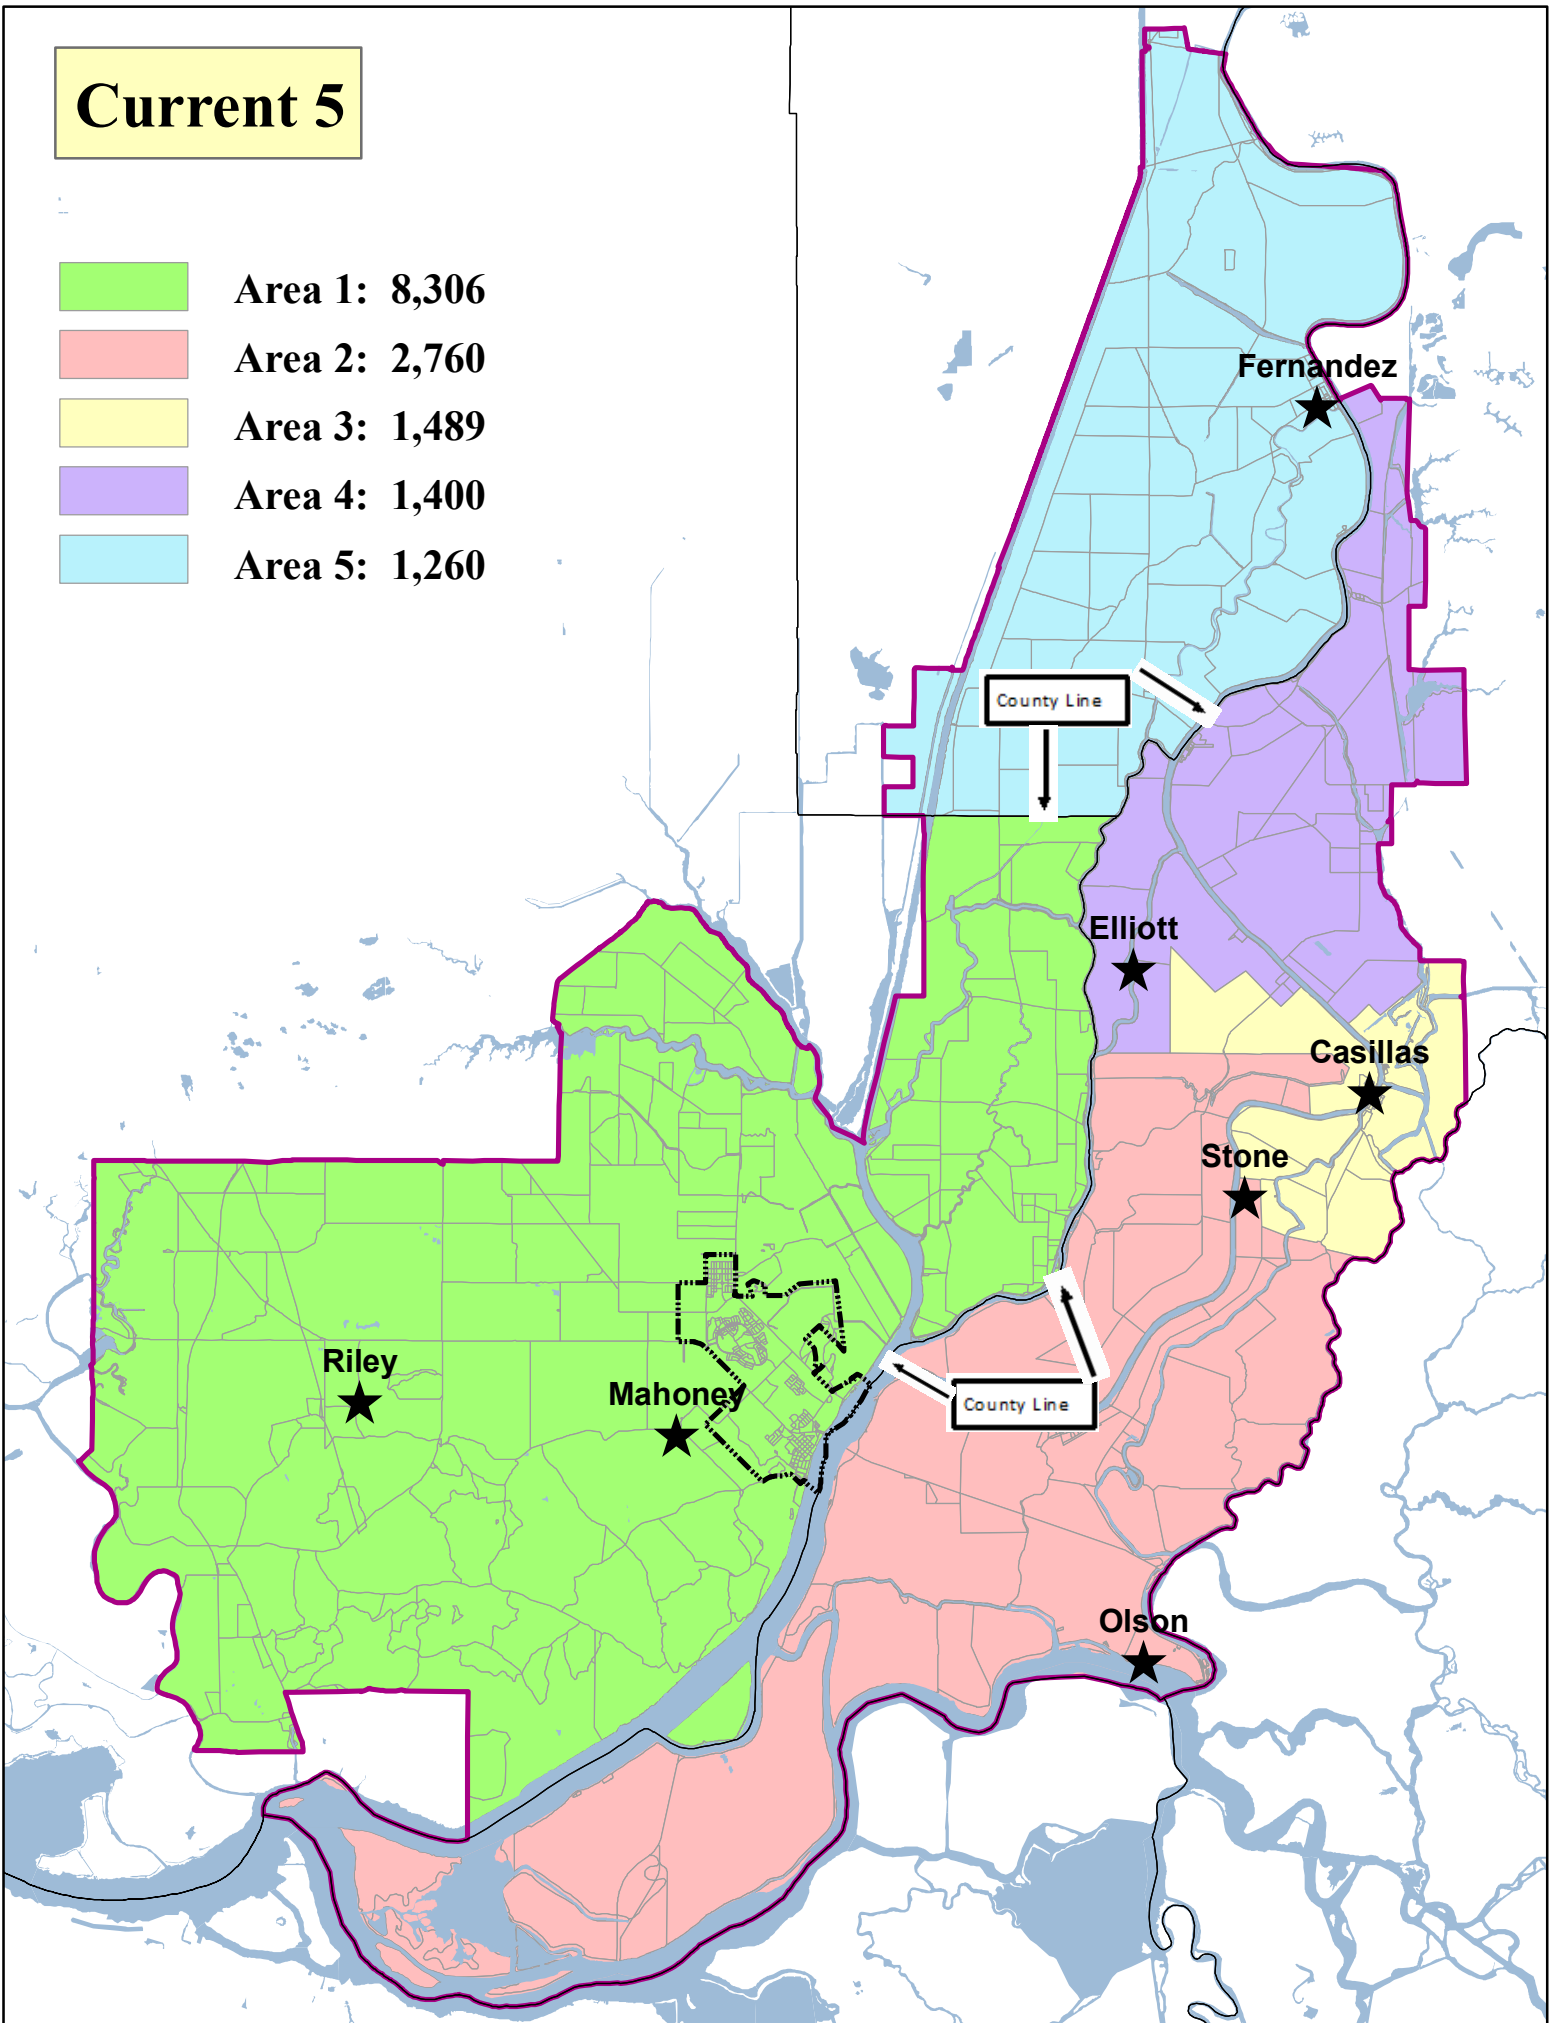 Current 5
Area 1: 8,306
Area 2: 2,760
Area 3: 1,489
Area 4: 1,400
Area 5: 1,260
Fernandez
County Line
Elliott
Casillas
Stone
Riley
Mahoney
County Line
Olson